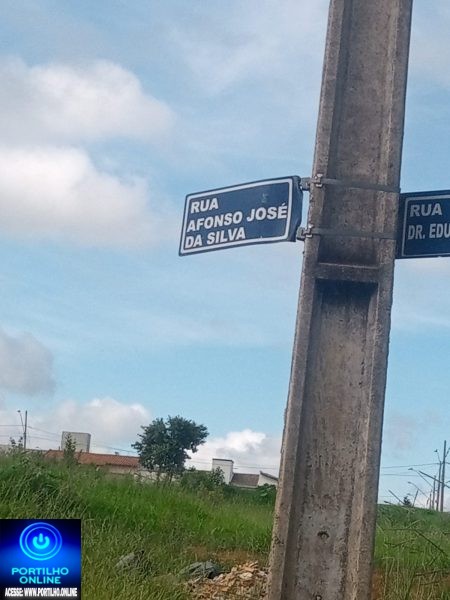 RUA
AFONSO JOSÉ
DA SILVA
RUA
DR. EDU
PORTILHO
ONLINE
ACESSE: WWW.PORTILHO.ONLINE